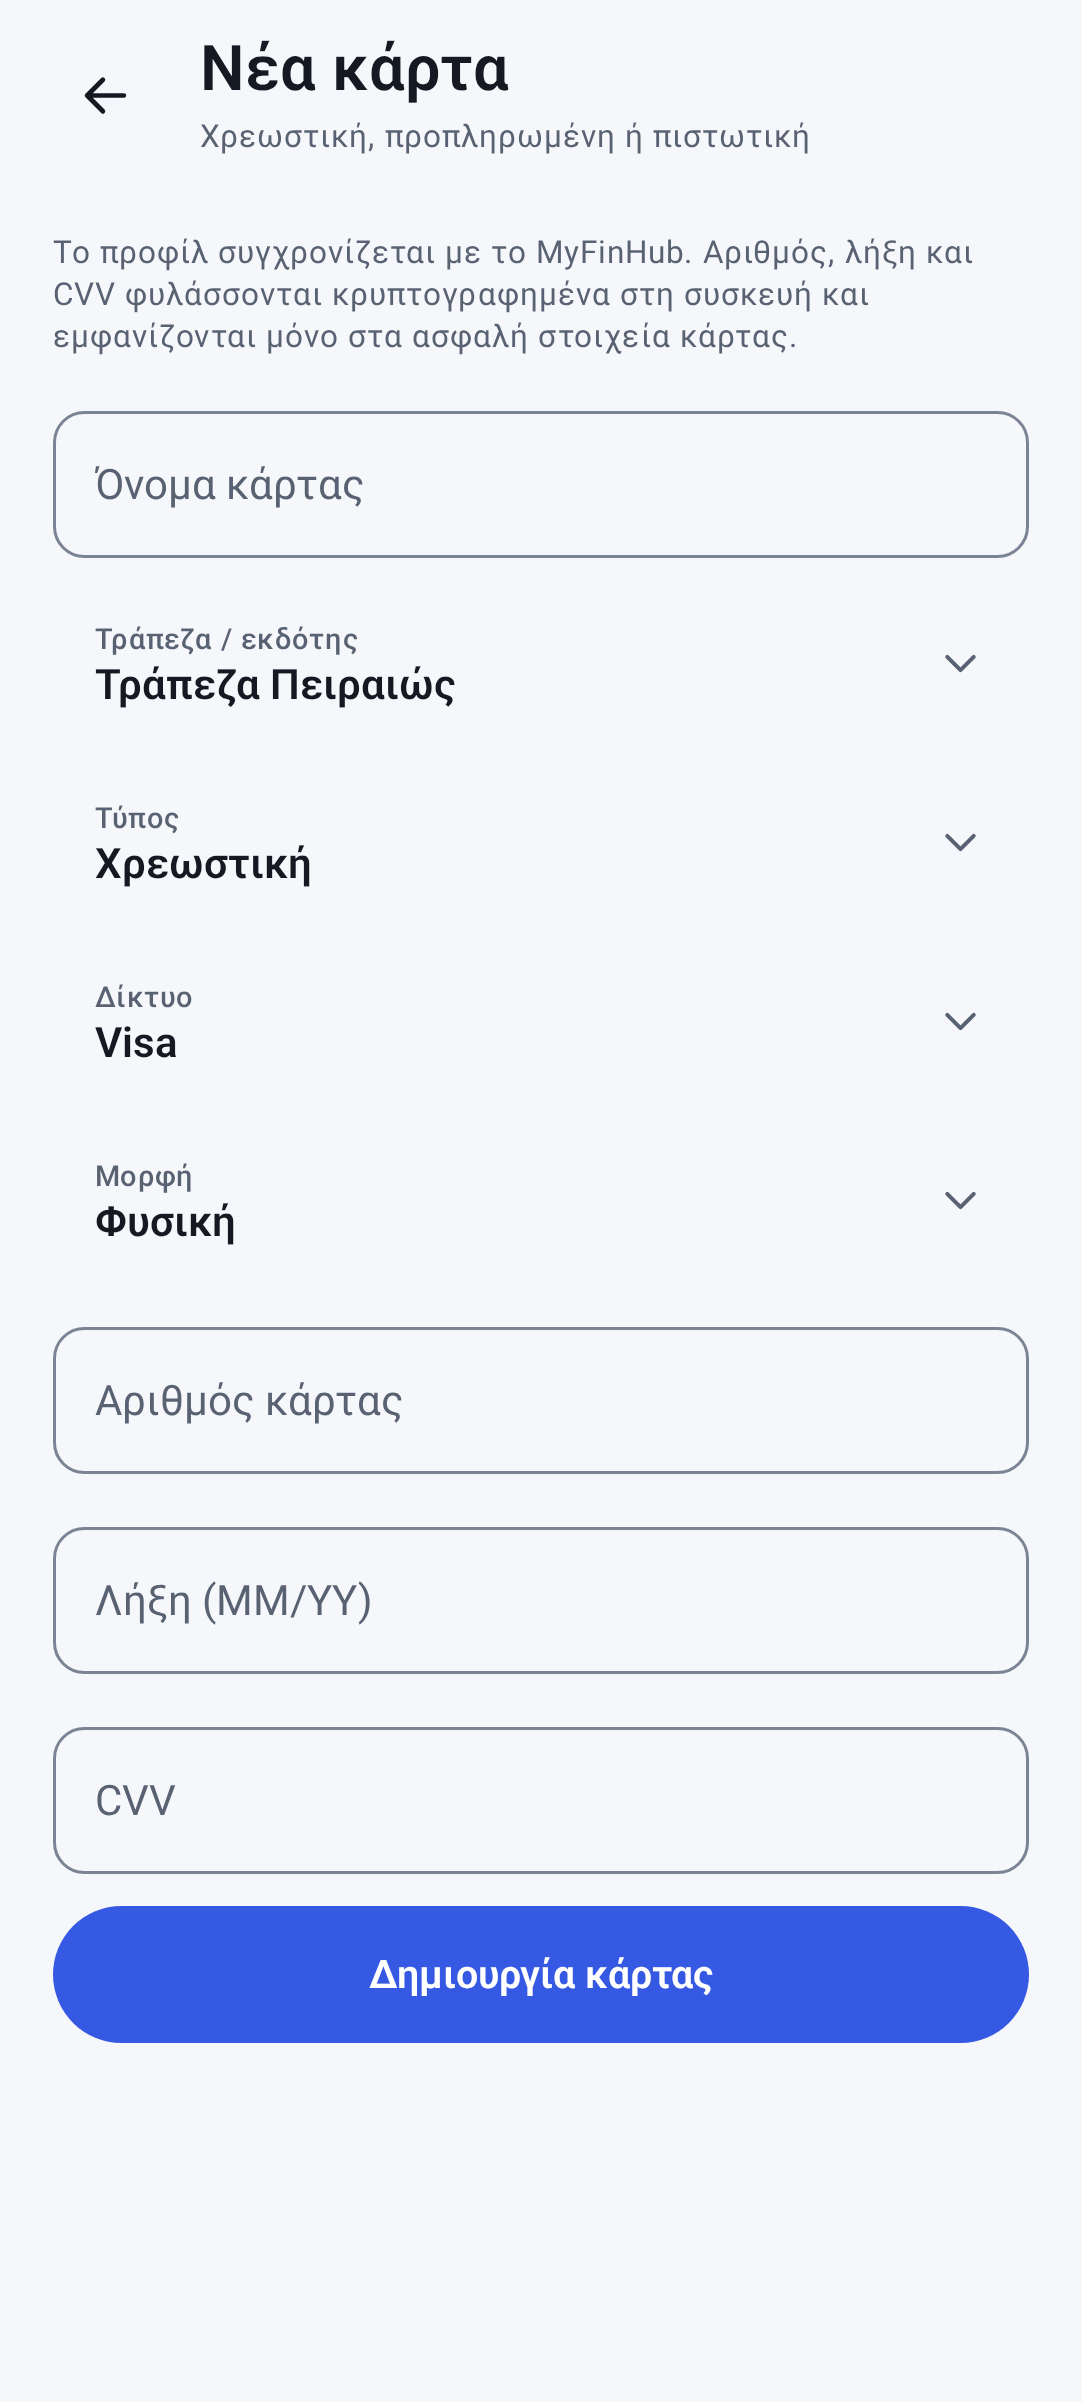 Νέα κάρτα
Χρεωστική, προπληρωμένη ή πιστωτική
Το προφίλ συγχρονίζεται με το MyFinHub. Αριθμός, λήξη και
CVV φυλάσσονται κρυπτογραφημένα στη συσκευή και
εμφανίζονται μόνο στα ασφαλή στοιχεία κάρτας.
Όνομα κάρτας
Τράπεζα / εκδότης
Τράπεζα Πειραιώς
Τύπος
Χρεωστική
Δίκτυο
Visa
Μορφή
Φυσική
Αριθμός κάρτας
Λήξη (MM/YY)
CVV
Δημιουργία κάρτας